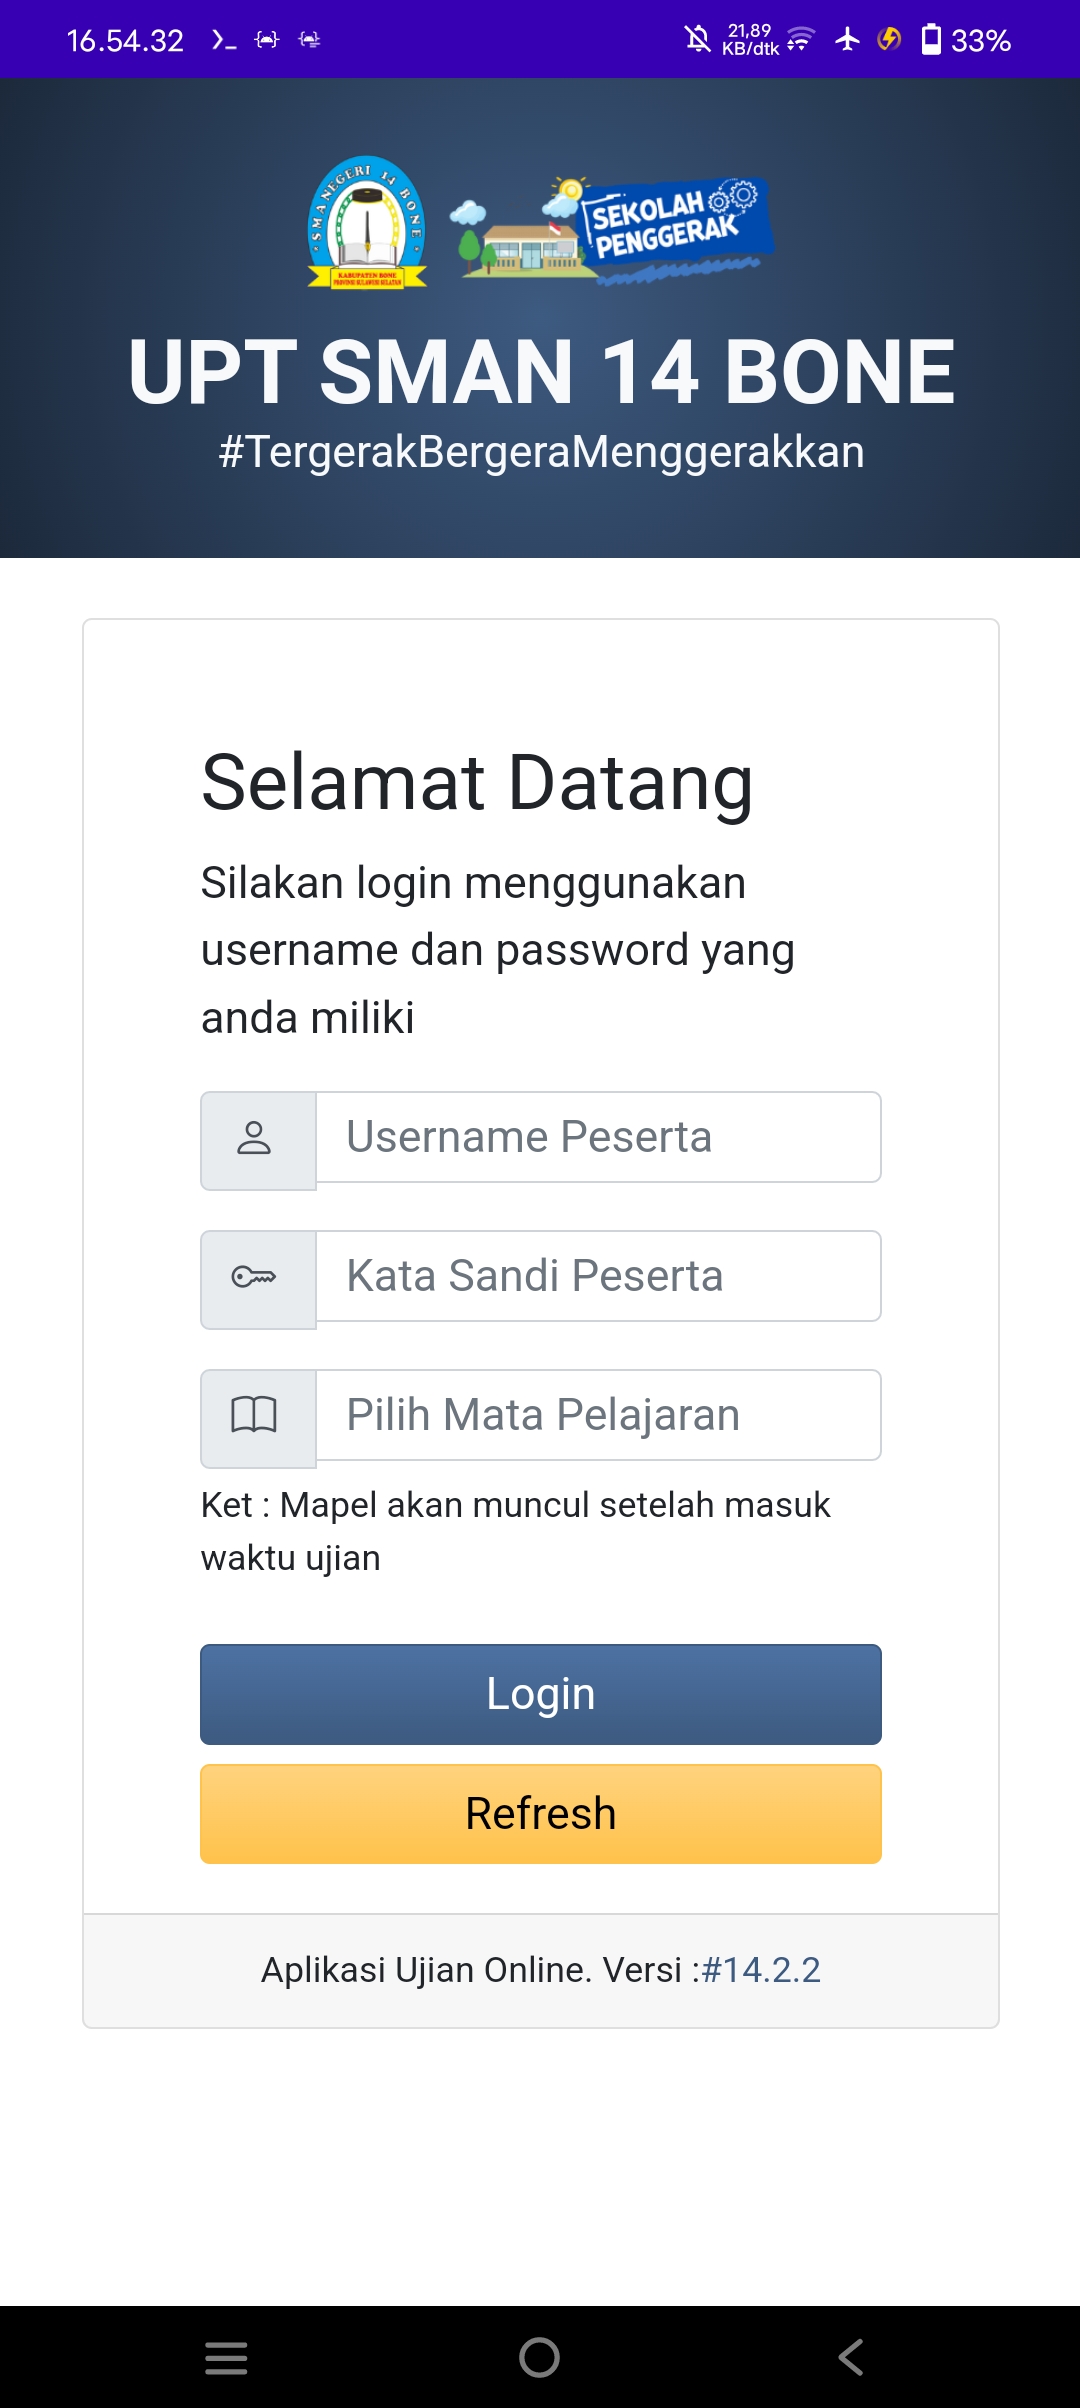 16.54.32
21,89
KB/dtk
33%
SMA NEGERI 14 BONE
KABUPATEN BONE
PROVINSI SULAWESI SELATAN
SEKOLAH
PENGGERAK
UPT SMAN 14 BONE
#TergerakBergeraMenggerakkan
Selamat Datang
Silakan login menggunakan
username dan password yang
anda miliki
Username Peserta
Kata Sandi Peserta
Pilih Mata Pelajaran
Ket : Mapel akan muncul setelah masuk
waktu ujian
Login
Refresh
Aplikasi Ujian Online. Versi :#14.2.2